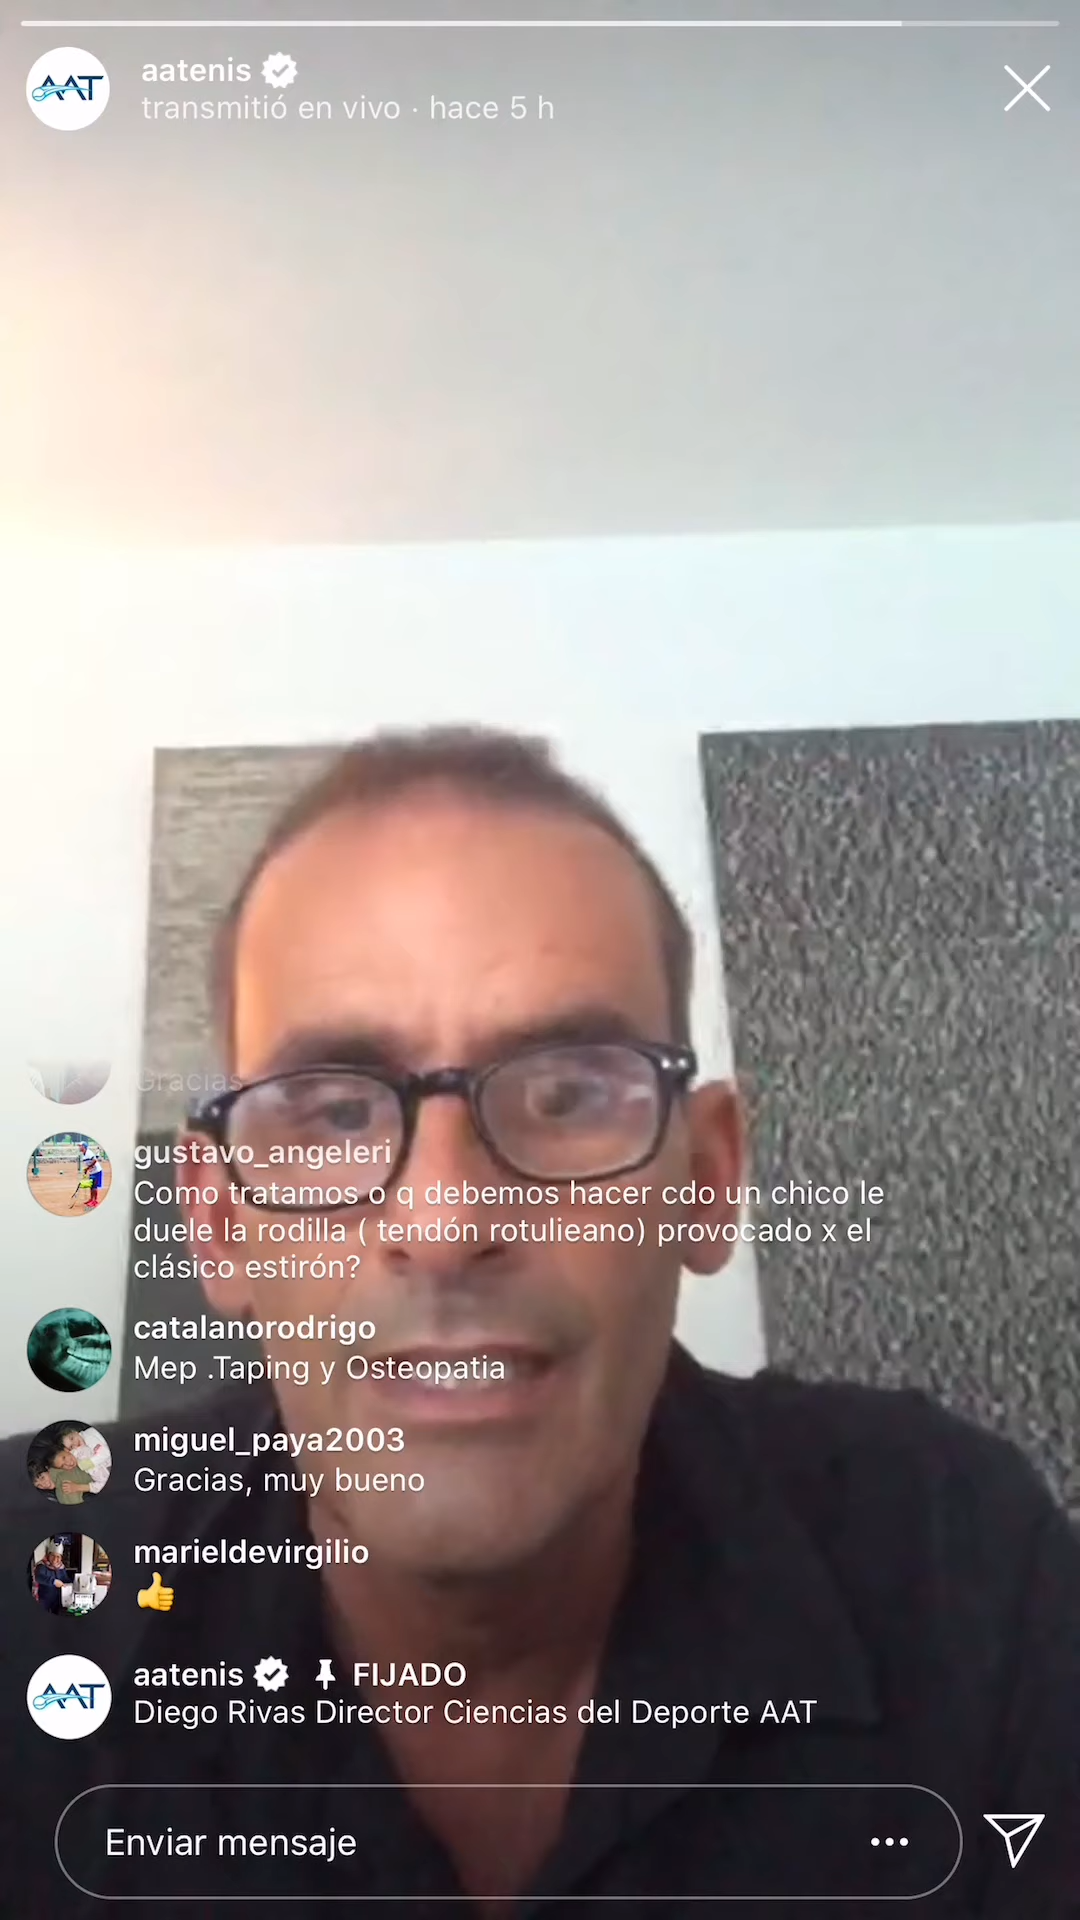 AAT
aatenis
transmitió en vivo · hace 5 h
Gracias
gustavo_angeleri
Como tratamos o q debemos hacer cdo un chico le
duele la rodilla ( tendón rotulieano) provocado x el
clásico estirón?
catalanorodrigo
Mep .Taping y Osteopatia
miguel_paya2003
Gracias, muy bueno
marieldevirgilio
👍
AAT
aatenis FIJADO
Diego Rivas Director Ciencias del Deporte AAT
Enviar mensaje